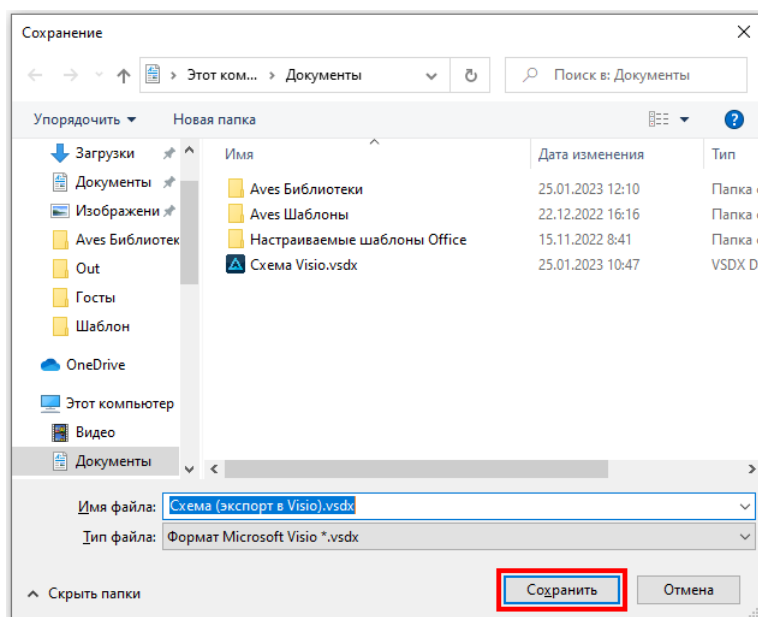 Сохранение
Этот ком... > Документы
Поиск в: Документы
Упорядочить
Новая папка
Имя
Дата изменения
Тип
Загрузки
Документы
Изображени
Aves Библиотек
Out
Госты
Шаблон
OneDrive
Этот компьютер
Видео
Документы
Aves Библиотеки 25.01.2023 12:10 Папка
Aves Шаблоны 22.12.2022 16:16 Папка
Настраиваемые шаблоны Office 15.11.2022 8:41 Папка
Схема Visio.vsdx 25.01.2023 10:47 VSDX D
Имя файла: Схема (экспорт в Visio).vsdx
Тип файла: Формат Microsoft Visio *.vsdx
Скрыть папки
Сохранить
Отмена